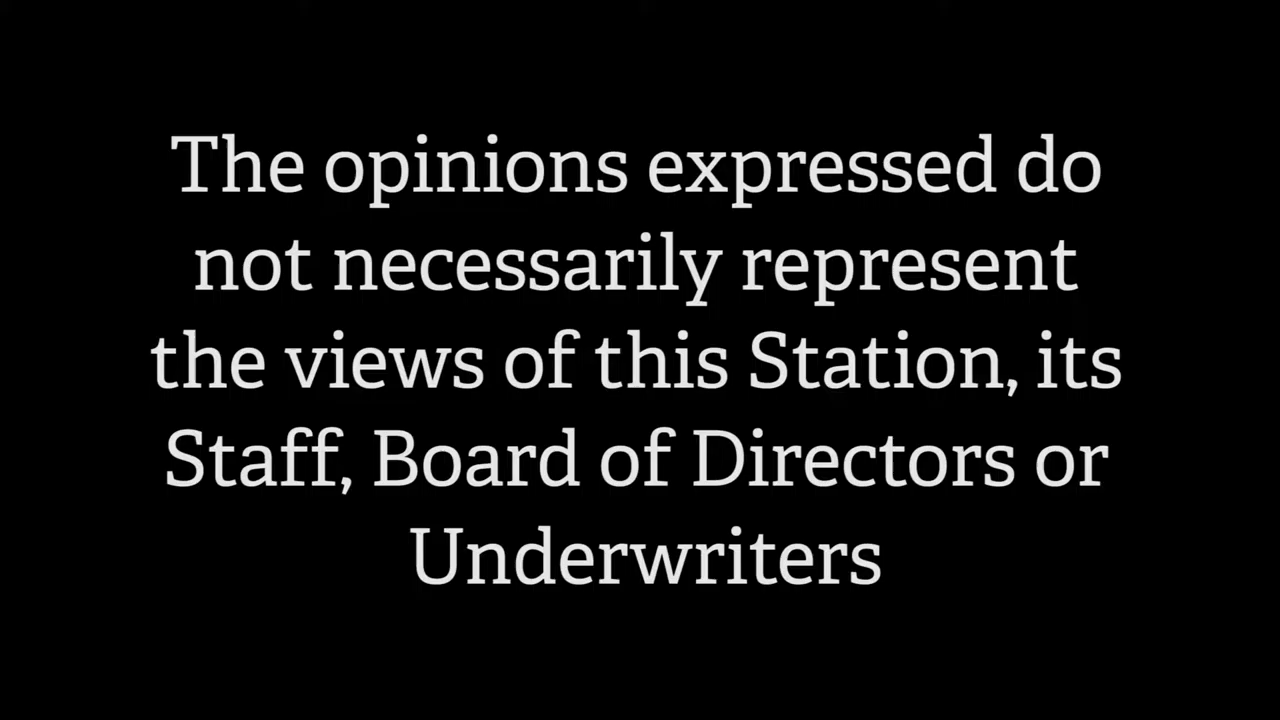 The opinions expressed do
not necessarily represent
the views of this Station, its
Staff, Board of Directors or
Underwriters